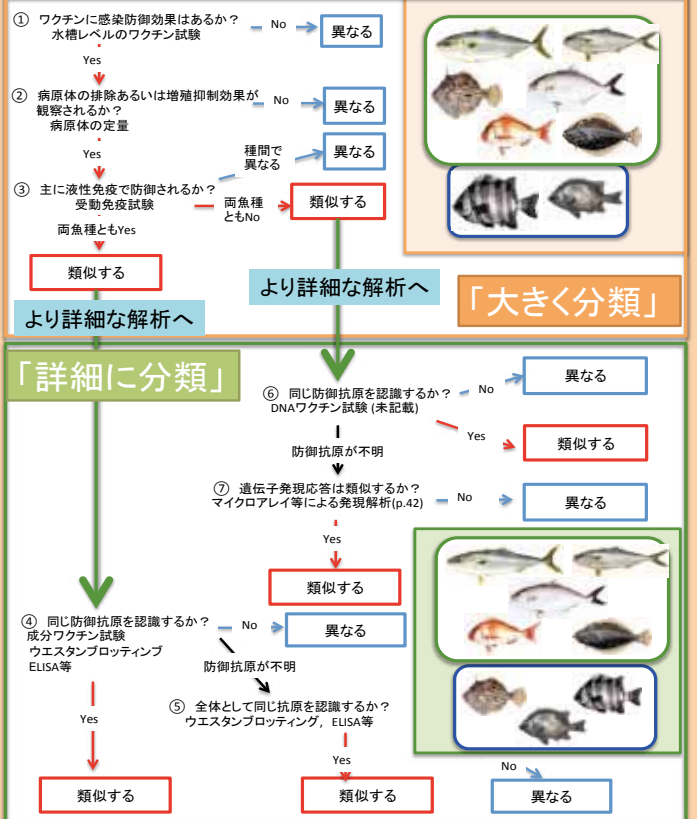 ① ワクチンに感染防御効果はあるか？
水槽レベルのワクチン試験
No
異なる
Yes
② 病原体の排除あるいは増殖抑制効果が
観察されるか？
病原体の定量
No
異なる
Yes
種間で
異なる
異なる
③ 主に液性免疫で防御されるか？
受動免疫試験
両魚種
ともNo
類似する
両魚種ともYes
類似する
より詳細な解析へ
より詳細な解析へ
「大きく分類」
「詳細に分類」
⑥ 同じ防御抗原を認識するか？
DNAワクチン試験 (未記載)
No
異なる
Yes
類似する
防御抗原が不明
⑦ 遺伝子発現応答は類似するか？
マイクロアレイ等による発現解析(p.42)
No
異なる
Yes
類似する
④ 同じ防御抗原を認識するか？
成分ワクチン試験
ウエスタンブロッティング
ELISA等
No
異なる
防御抗原が不明
⑤ 全体として同じ抗原を認識するか？
ウエスタンブロッティング，ELISA等
Yes
Yes
No
類似する
類似する
異なる